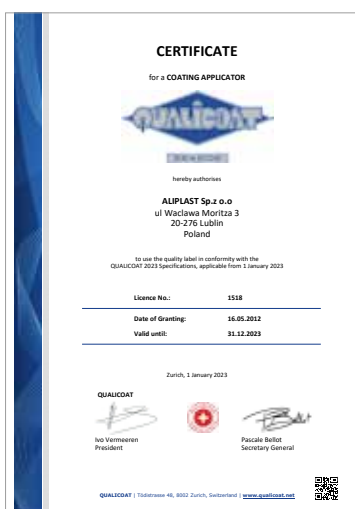 CERTIFICATE
for a COATING APPLICATOR
QUALICOAT
hereby authorises
ALIPLAST Sp.z o.o
ul Waclawa Moritza 3
20-276 Lublin
Poland
to use the quality label in conformity with the
QUALICOAT 2023 Specifications, applicable from 1 January 2023
Licence No.: 1518
Date of Granting: 16.05.2012
Valid until: 31.12.2023
Zurich, 1 January 2023
QUALICOAT
Ivo Vermeeren Pascale Bellot
President Secretary General
QUALICOAT | Tödistrasse 48, 8002 Zurich, Switzerland | www.qualicoat.net